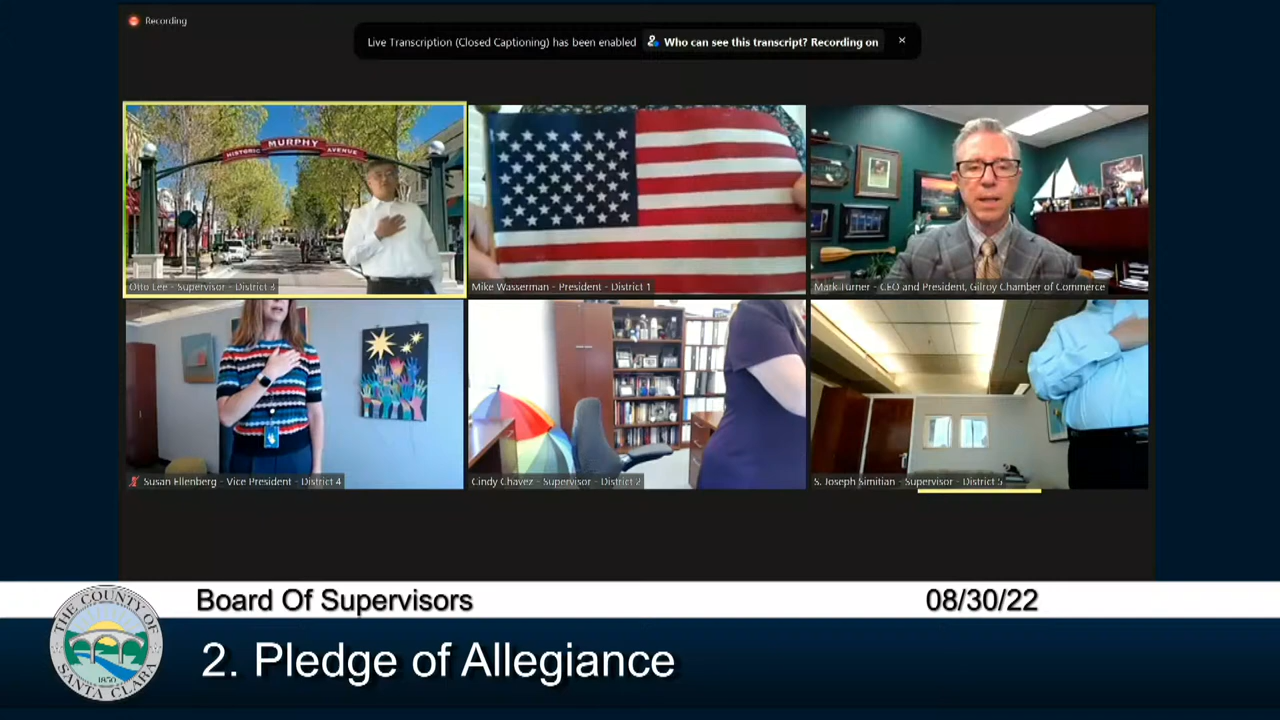 Recording
Live Transcription (Closed Captioning) has been enabled
Who can see this transcript? Recording on
HISTORIC MURPHY AVENUE
Otto Lee - Supervisor - District 3
Mike Wasserman - President - District 1
Mark Turner - CEO and President, Gilroy Chamber of Commerce
Susan Ellenberg - Vice President - District 4
Cindy Chavez - Supervisor - District 2
S. Joseph Simitian - Supervisor - District 5
Board Of Supervisors
08/30/22
THE COUNTY OF
SANTA CLARA
1850
2. Pledge of Allegiance